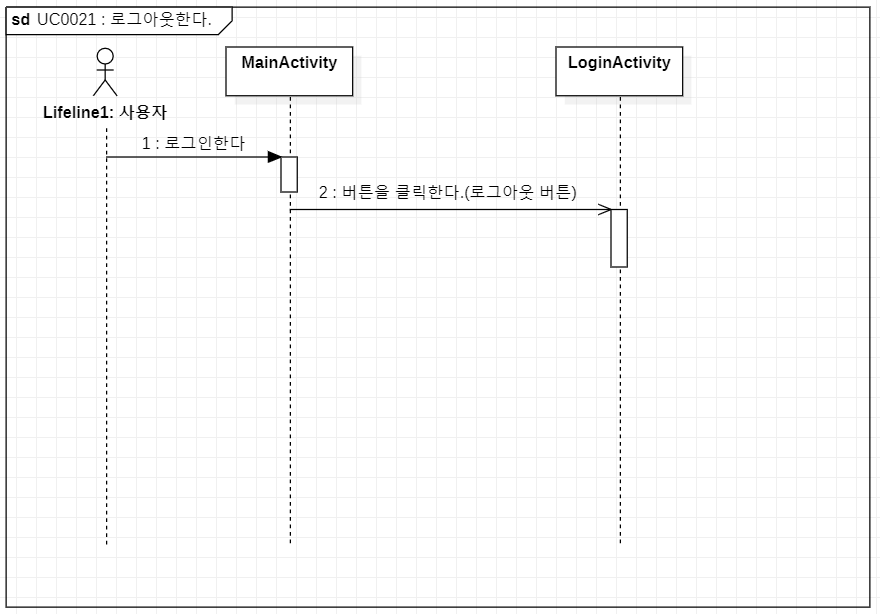 sd UC0021 : 로그아웃한다.
MainActivity
LoginActivity
Lifeline1: 사용자
1 : 로그인한다
2 : 버튼을 클릭한다.(로그아웃 버튼)